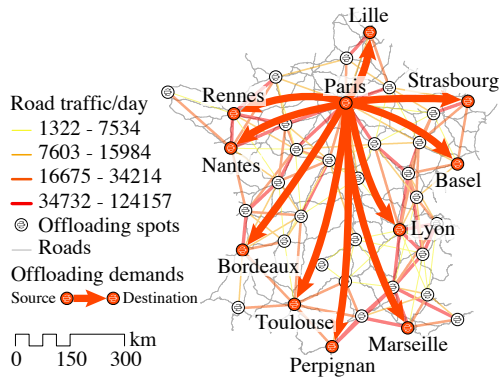 Lille
Paris
Strasbourg
Rennes
Nantes
Basel
Lyon
Bordeaux
Toulouse
Marseille
Perpignan
Road traffic/day
1322 - 7534
7603 - 15984
16675 - 34214
34732 - 124157
Offloading spots
Roads
Offloading demands
Source Destination
km
0 150 300